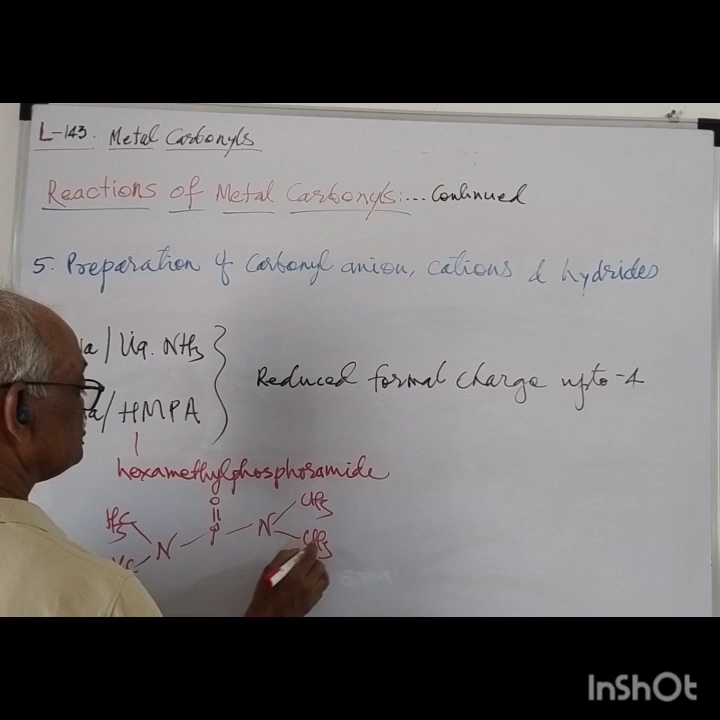 L-143. Metal Carbonyls
Reactions of Metal Carbonyls:... Continued
5. Preparation of Carbonyl anion, cations & hydrides
a / Liq. NH3
Reduced formal charge upto -4
a / HMPA
hexamethylphosphoramide
O
CH3
H3C
P
N
N
CH3
InShOt